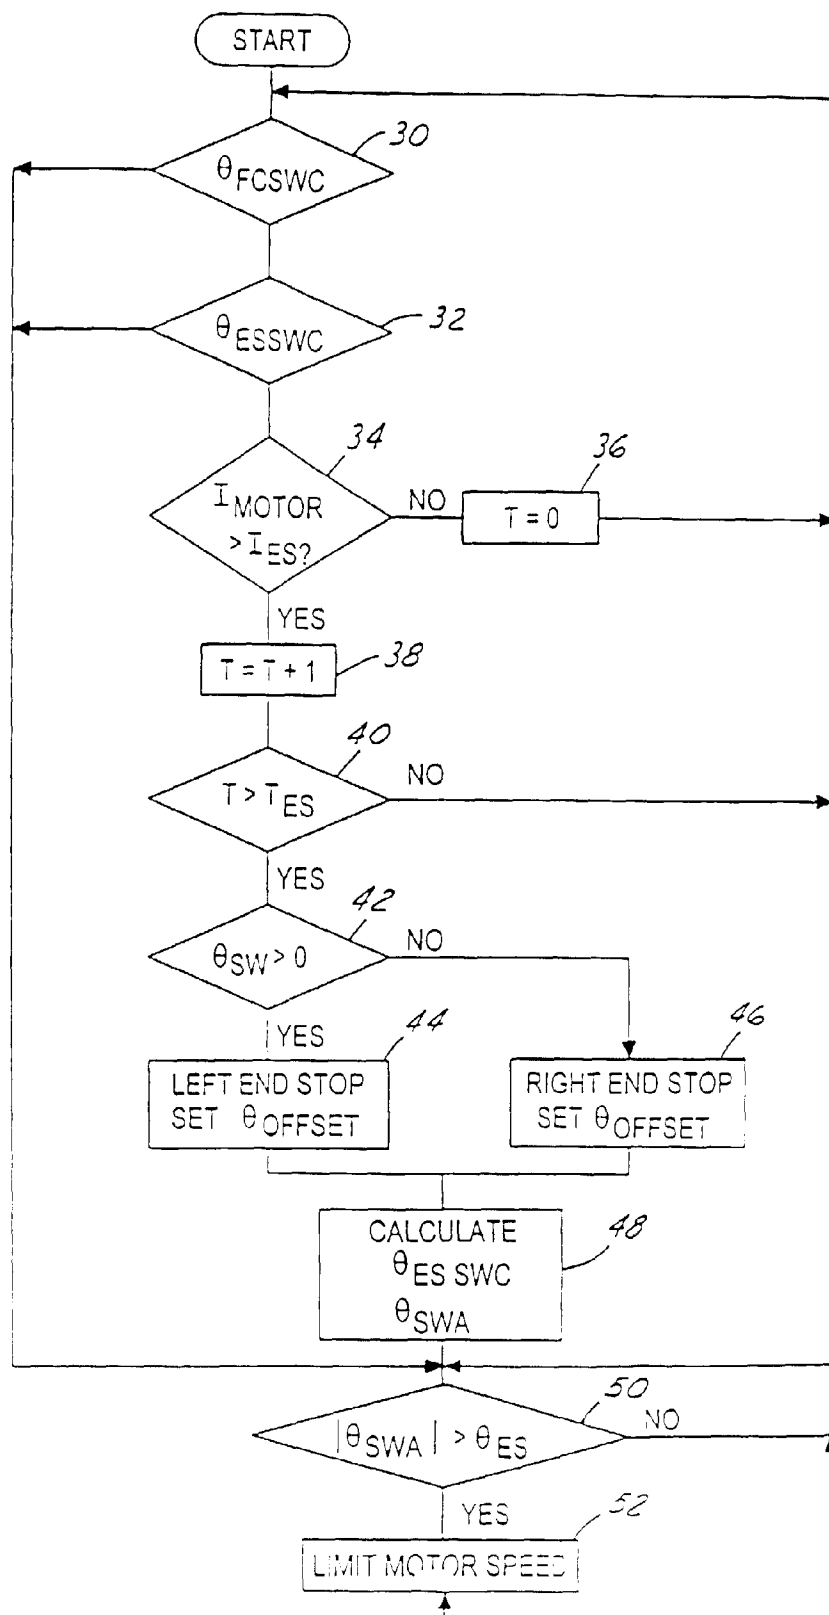 START
30
θFCSWC
32
θESSWC
34
IMOTOR
>IES?
NO
36
T = 0
YES
T = T + 1
38
40
T > TES
NO
YES
42
θSW > 0
NO
YES
44
LEFT END STOP
SET θOFFSET
46
RIGHT END STOP
SET θOFFSET
CALCULATE
θES SWC
θSWA
48
50
|θSWA| > θES
NO
YES
52
LIMIT MOTOR SPEED